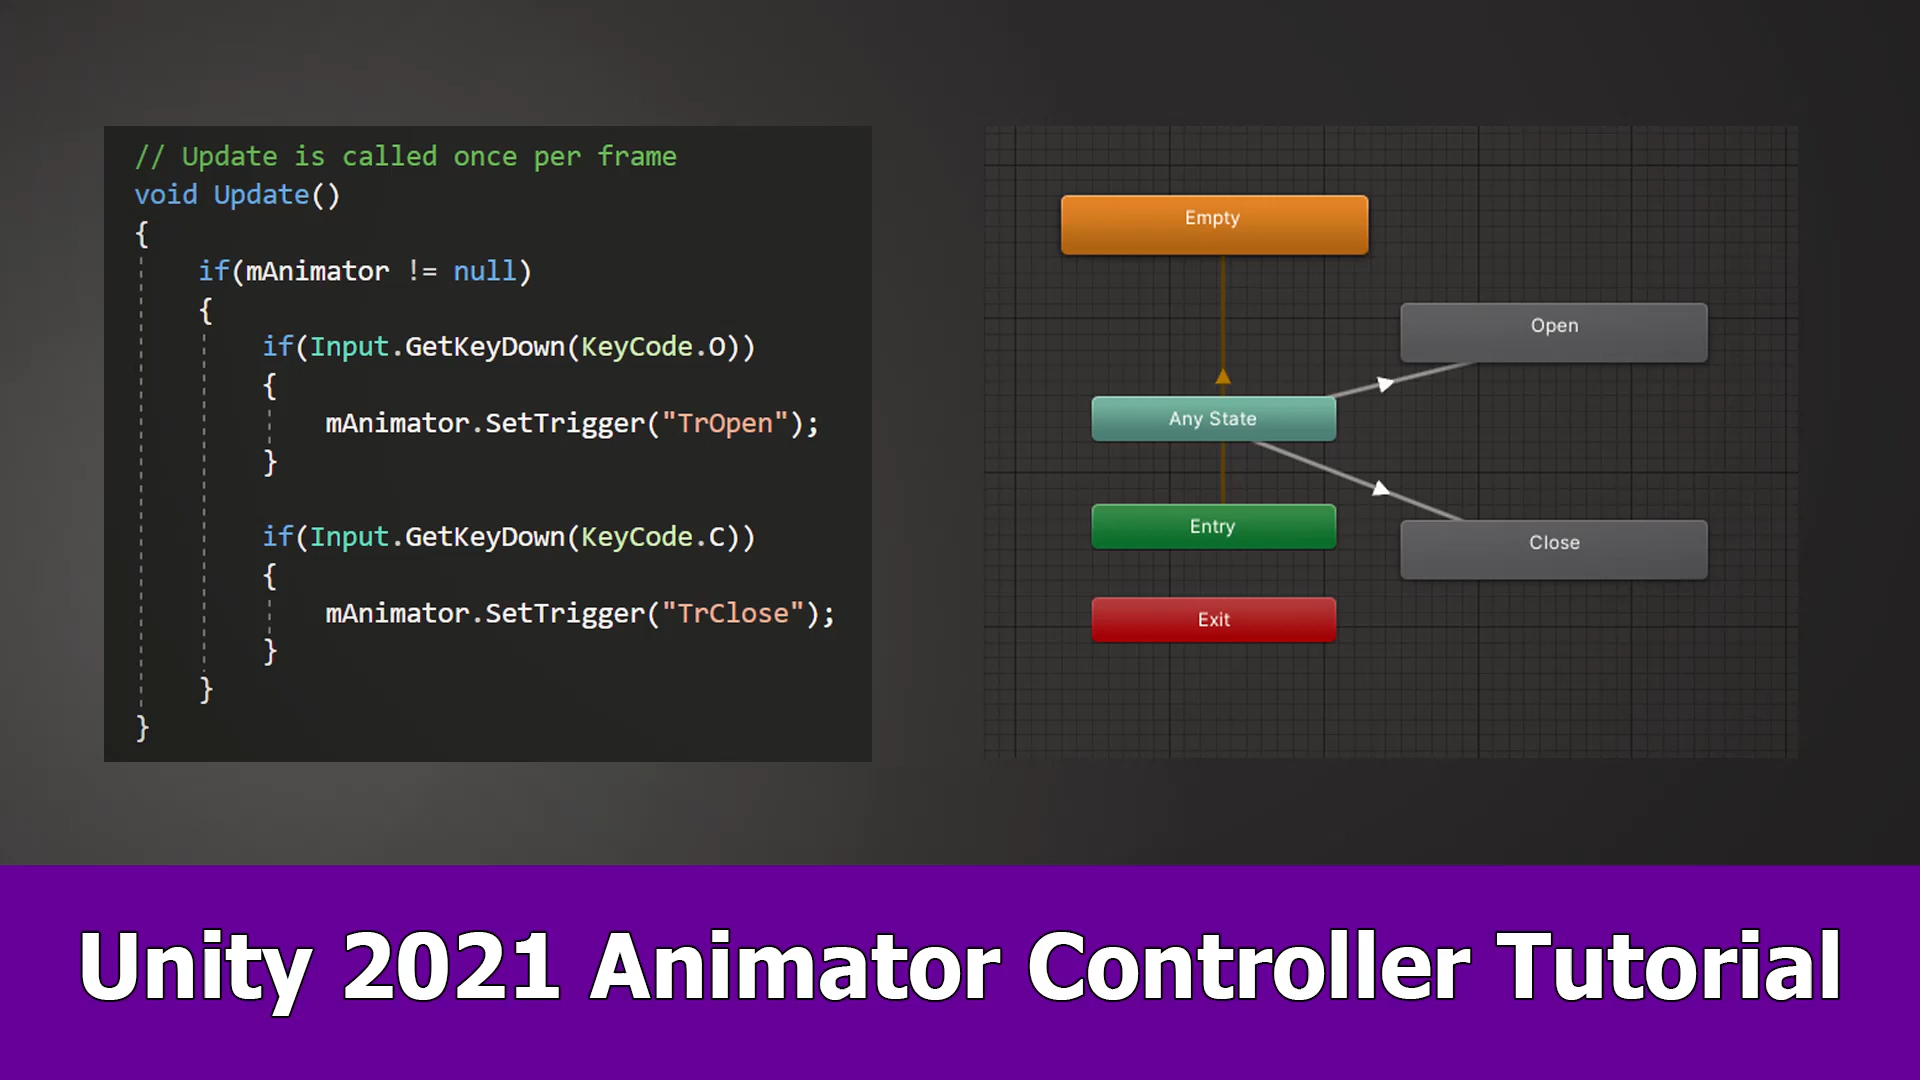 // Update is called once per frame
void Update()
{
if(mAnimator != null)
{
if(Input.GetKeyDown(KeyCode.O))
{
mAnimator.SetTrigger("TrOpen");
}
if(Input.GetKeyDown(KeyCode.C))
{
mAnimator.SetTrigger("TrClose");
}
}
}
Empty
Open
Any State
Entry
Close
Exit
Unity 2021 Animator Controller Tutorial